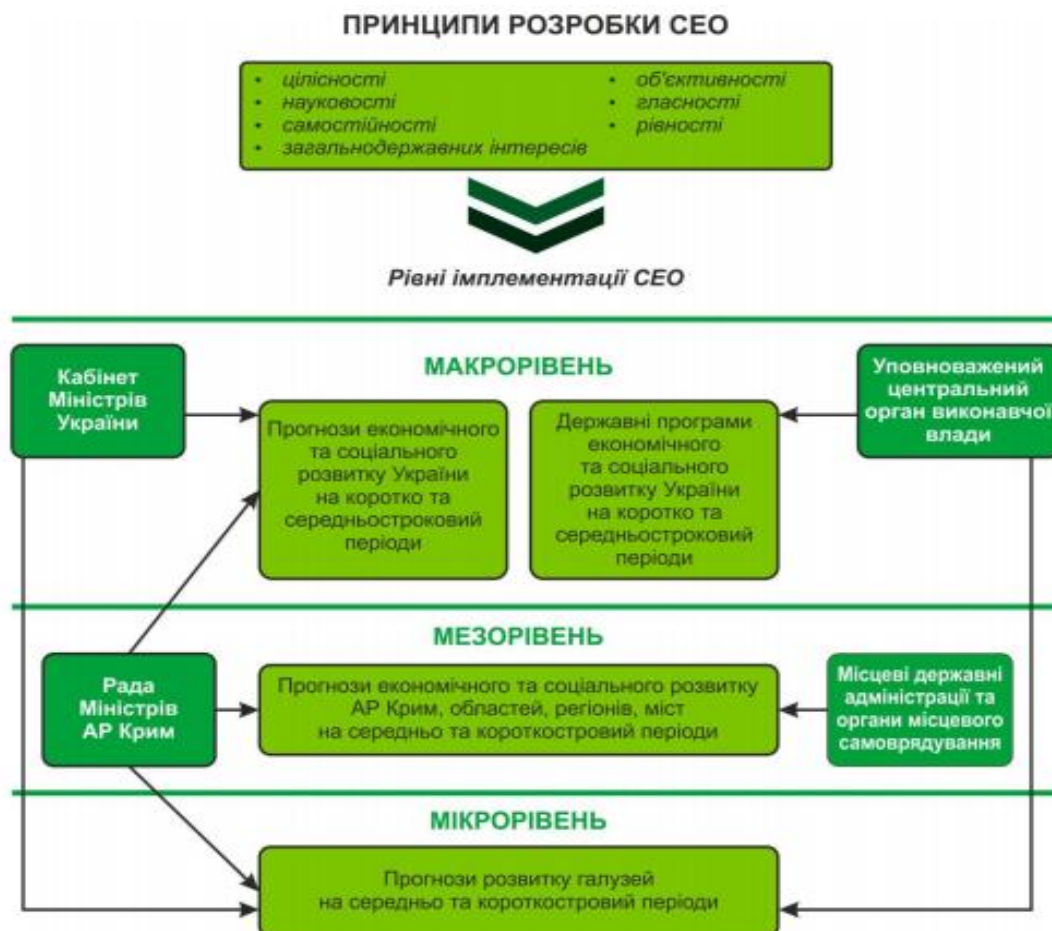 ПРИНЦИПИ РОЗРОБКИ СЕО
• цілісності
• науковості
• самостійності
• загальнодержавних інтересів
• об'єктивності
• гласності
• рівності
Рівні імплементації СЕО
МАКРОРІВЕНЬ
Кабінет
Міністрів
України
Прогнози економічного
та соціального
розвитку України
на коротко та
середньостроковий
періоди
Державні програми
економічного
та соціального
розвитку України
на коротко та
середньостроковий
періоди
Уповноважений
центральний
орган виконавчої
влади
МЕЗОРІВЕНЬ
Рада
Міністрів
АР Крим
Прогнози економічного та соціального розвитку
АР Крим, областей, регіонів, міст
на середньо та короткостровий періоди
Місцеві державні
адміністрації та
органи місцевого
самоврядування
МІКРОРІВЕНЬ
Прогнози розвитку галузей
на середньо та короткостровий періоди